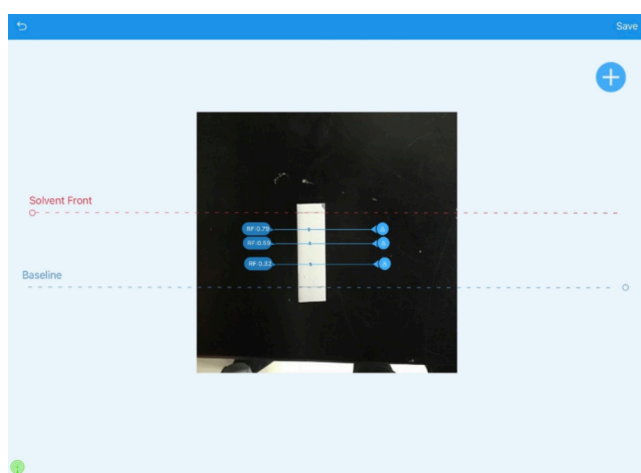 Save
Solvent Front
RF:0.79
RF:0.59
RF:0.32
Baseline